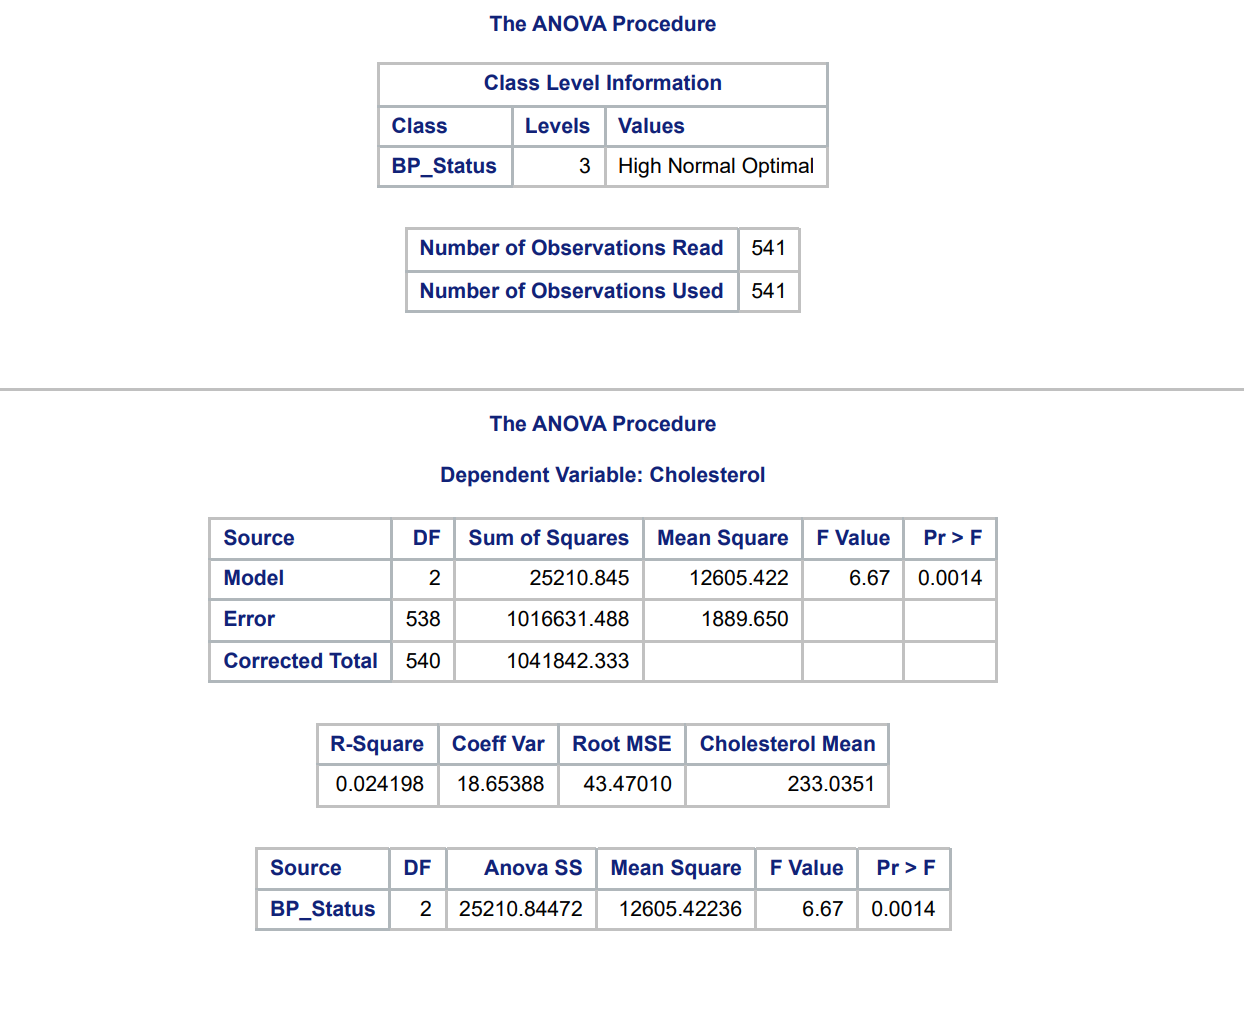 The ANOVA Procedure
Class Level Information
Class Levels Values
BP_Status 3 High Normal Optimal
Number of Observations Read 541
Number of Observations Used 541
The ANOVA Procedure
Dependent Variable: Cholesterol
Source DF Sum of Squares Mean Square F Value Pr > F
Model 2 25210.845 12605.422 6.67 0.0014
Error 538 1016631.488 1889.650
Corrected Total 540 1041842.333
R-Square Coeff Var Root MSE Cholesterol Mean
0.024198 18.65388 43.47010 233.0351
Source DF Anova SS Mean Square F Value Pr > F
BP_Status 2 25210.84472 12605.42236 6.67 0.0014